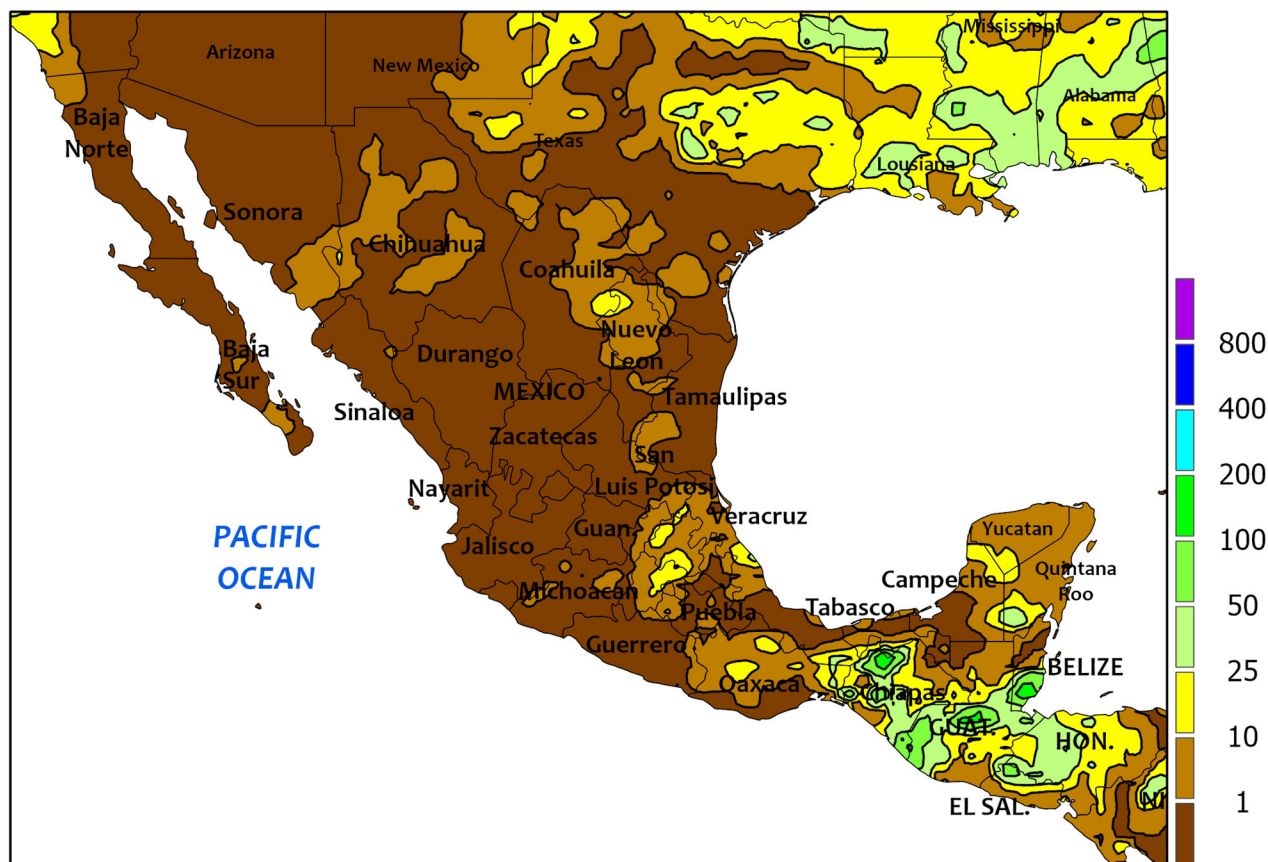 Mississippi
Arizona
New Mexico
Alabama
Baja
Norte
Texas
Lousiana
Sonora
Chihuahua
Coahuila
Nuevo
Leon
Durango
Baja
Sur
MEXICO
Tamaulipas
Sinaloa
Zacatecas
San
Luis Potosi
Nayarit
Veracruz
Guan.
Yucatan
PACIFIC
OCEAN
Jalisco
Quintana
Roo
Campeche
Michoacan
Tabasco
Puebla
Guerrero
BELIZE
Oaxaca
Chiapas
GUAT.
HON.
EL SAL.
800
400
200
100
50
25
10
1